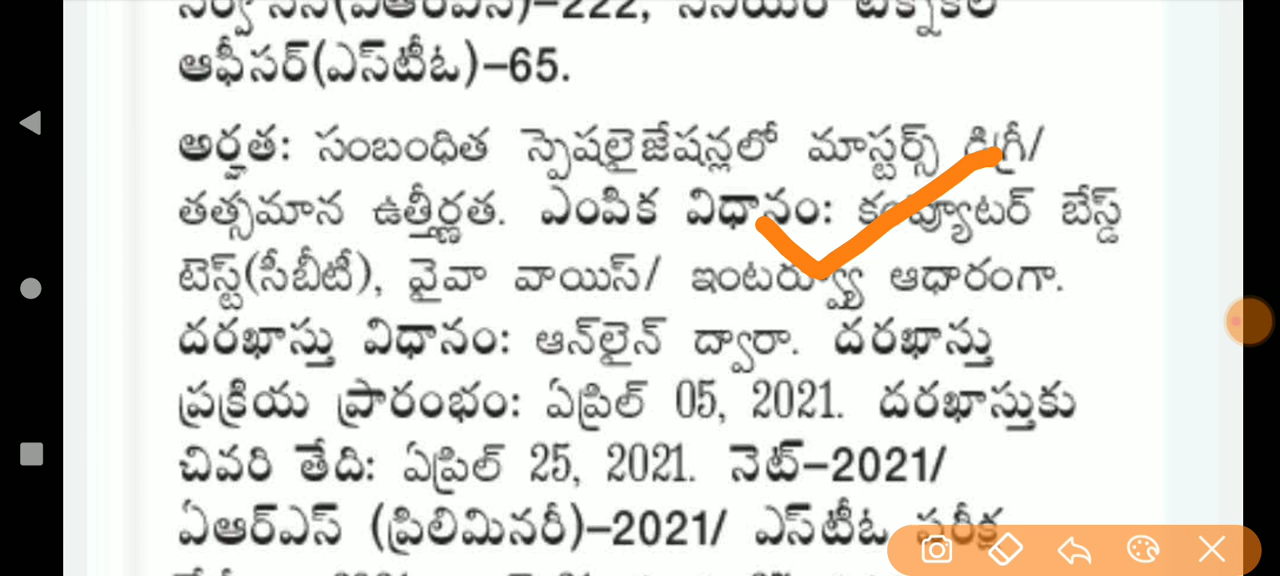 ఆఫీసర్(ఎస్‌టీఓ)–65.
అర్హత: సంబంధిత స్పెషలైజేషన్లలో మాస్టర్స్ డిగ్రీ/
తత్సమాన ఉత్తీర్ణత. ఎంపిక విధానం: కంప్యూటర్ బేస్డ్
టెస్ట్(సీబీటీ), వైవా వాయిస్/ ఇంటర్వ్యూ ఆధారంగా.
దరఖాస్తు విధానం: ఆన్‌లైన్ ద్వారా. దరఖాస్తు
ప్రక్రియ ప్రారంభం: ఏప్రిల్ 05, 2021. దరఖాస్తుకు
చివరి తేది: ఏప్రిల్ 25, 2021. నెట్–2021/
ఏఆర్ఎస్ (ప్రిలిమినరీ)–2021/ ఎస్‌టీఓ పరీక్ష